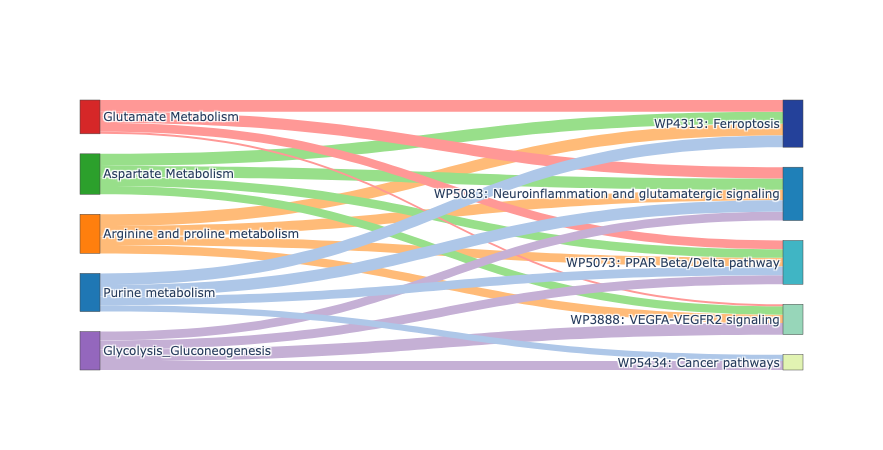 Glutamate Metabolism
Aspartate Metabolism
Arginine and proline metabolism
Purine metabolism
Glycolysis_Gluconeogenesis
WP4313: Ferroptosis
WP5083: Neuroinflammation and glutamatergic signaling
WP5073: PPAR Beta/Delta pathway
WP3888: VEGFA-VEGFR2 signaling
WP5434: Cancer pathways